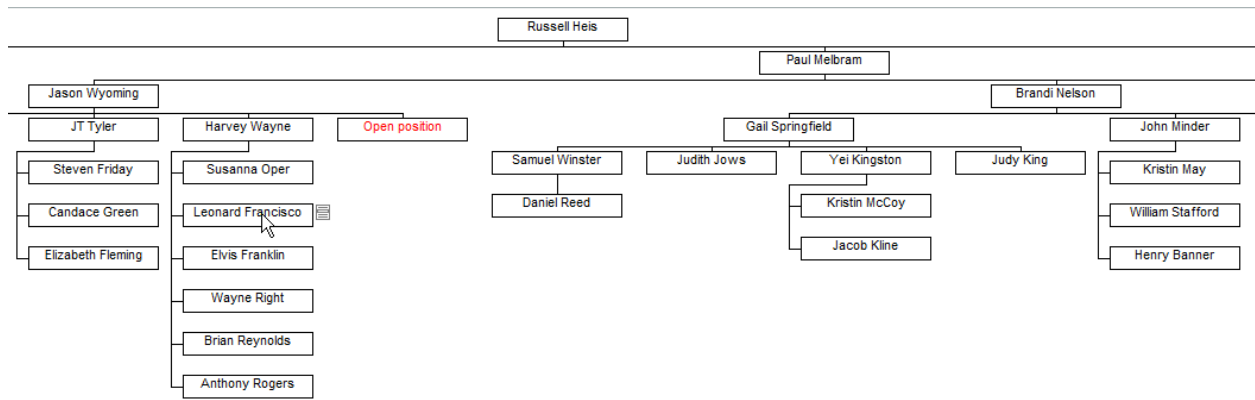 Russell Heis
Paul Melbram
Jason Wyoming
Brandi Nelson
JT Tyler
Harvey Wayne
Open position
Gail Springfield
John Minder
Steven Friday
Susanna Oper
Samuel Winster
Judith Jows
Yei Kingston
Judy King
Kristin May
Candace Green
Leonard Francisco
Daniel Reed
Kristin McCoy
William Stafford
Elizabeth Fleming
Elvis Franklin
Jacob Kline
Henry Banner
Wayne Right
Brian Reynolds
Anthony Rogers